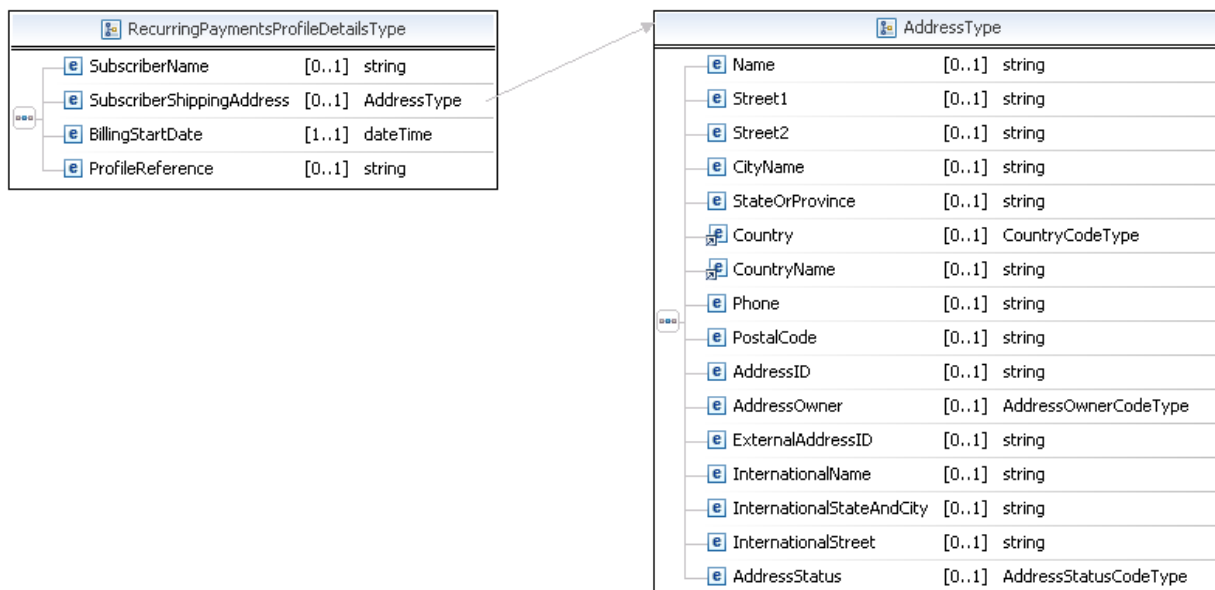 RecurringPaymentsProfileDetailsType
SubscriberName [0..1] string
SubscriberShippingAddress [0..1] AddressType
BillingStartDate [1..1] dateTime
ProfileReference [0..1] string
AddressType
Name [0..1] string
Street1 [0..1] string
Street2 [0..1] string
CityName [0..1] string
StateOrProvince [0..1] string
Country [0..1] CountryCodeType
CountryName [0..1] string
Phone [0..1] string
PostalCode [0..1] string
AddressID [0..1] string
AddressOwner [0..1] AddressOwnerCodeType
ExternalAddressID [0..1] string
InternationalName [0..1] string
InternationalStateAndCity [0..1] string
InternationalStreet [0..1] string
AddressStatus [0..1] AddressStatusCodeType